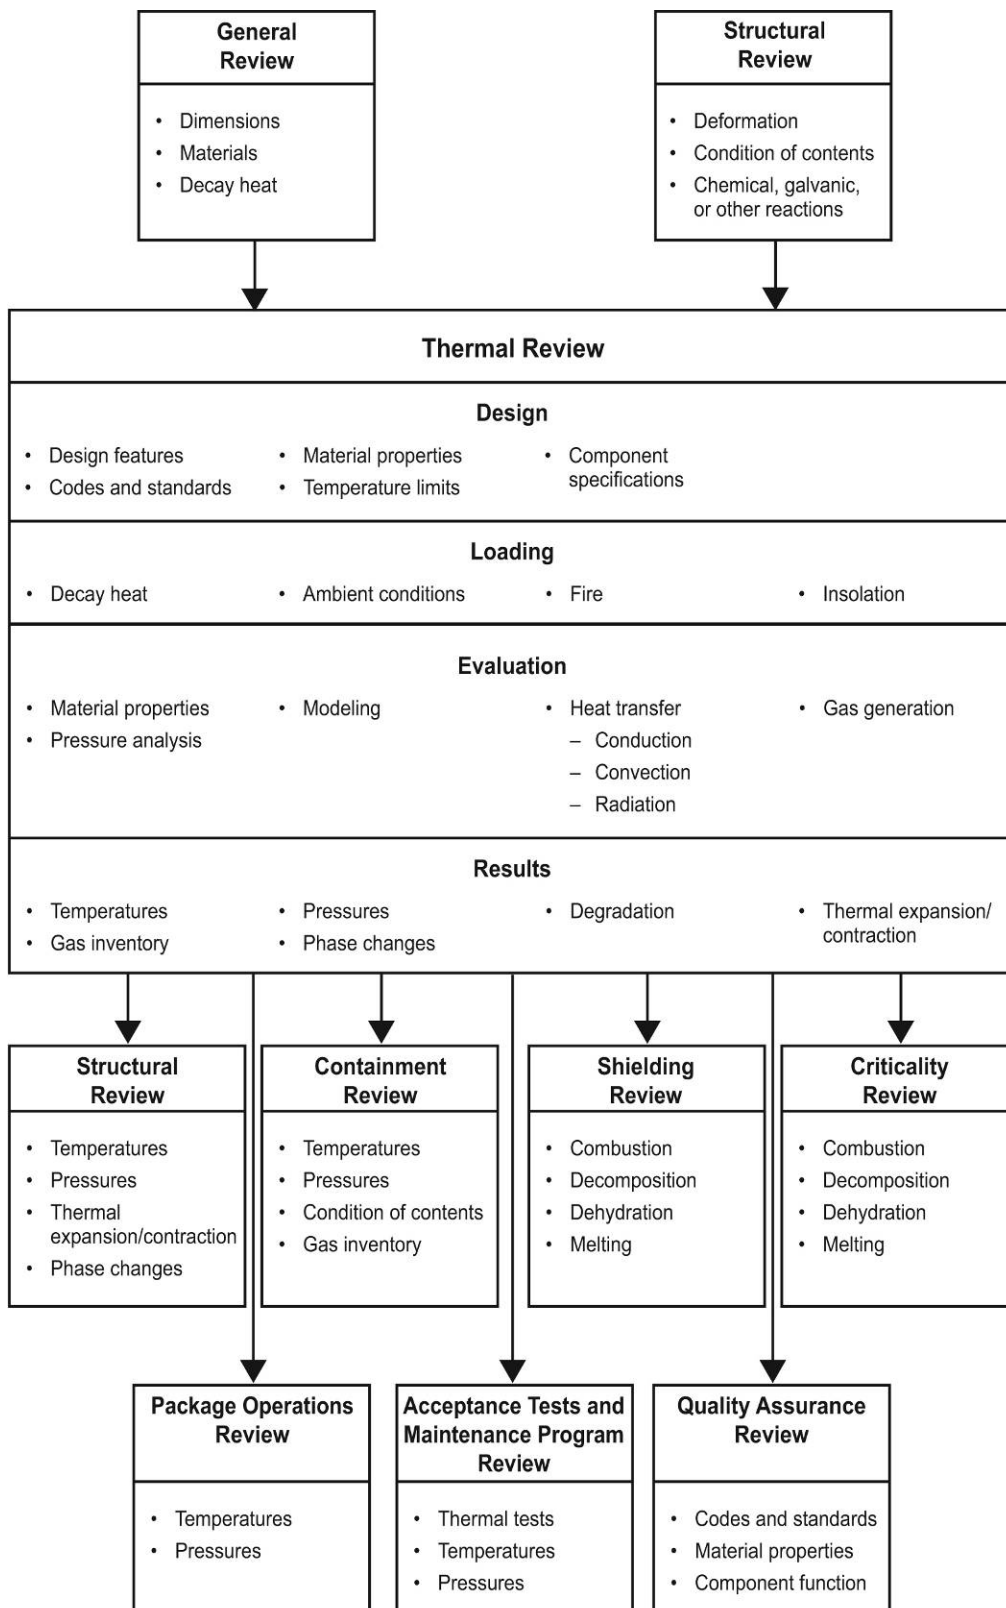 General
Review
• Dimensions
• Materials
• Decay heat
Structural
Review
• Deformation
• Condition of contents
• Chemical, galvanic,
or other reactions
Thermal Review
Design
• Design features
• Codes and standards
• Material properties
• Temperature limits
• Component
specifications
Loading
• Decay heat
• Ambient conditions
• Fire
• Insolation
Evaluation
• Material properties
• Pressure analysis
• Modeling
• Heat transfer
– Conduction
– Convection
– Radiation
• Gas generation
Results
• Temperatures
• Gas inventory
• Pressures
• Phase changes
• Degradation
• Thermal expansion/
contraction
Structural
Review
• Temperatures
• Pressures
• Thermal
expansion/contraction
• Phase changes
Containment
Review
• Temperatures
• Pressures
• Condition of contents
• Gas inventory
Shielding
Review
• Combustion
• Decomposition
• Dehydration
• Melting
Criticality
Review
• Combustion
• Decomposition
• Dehydration
• Melting
Package Operations
Review
• Temperatures
• Pressures
Acceptance Tests and
Maintenance Program
Review
• Thermal tests
• Temperatures
• Pressures
Quality Assurance
Review
• Codes and standards
• Material properties
• Component function